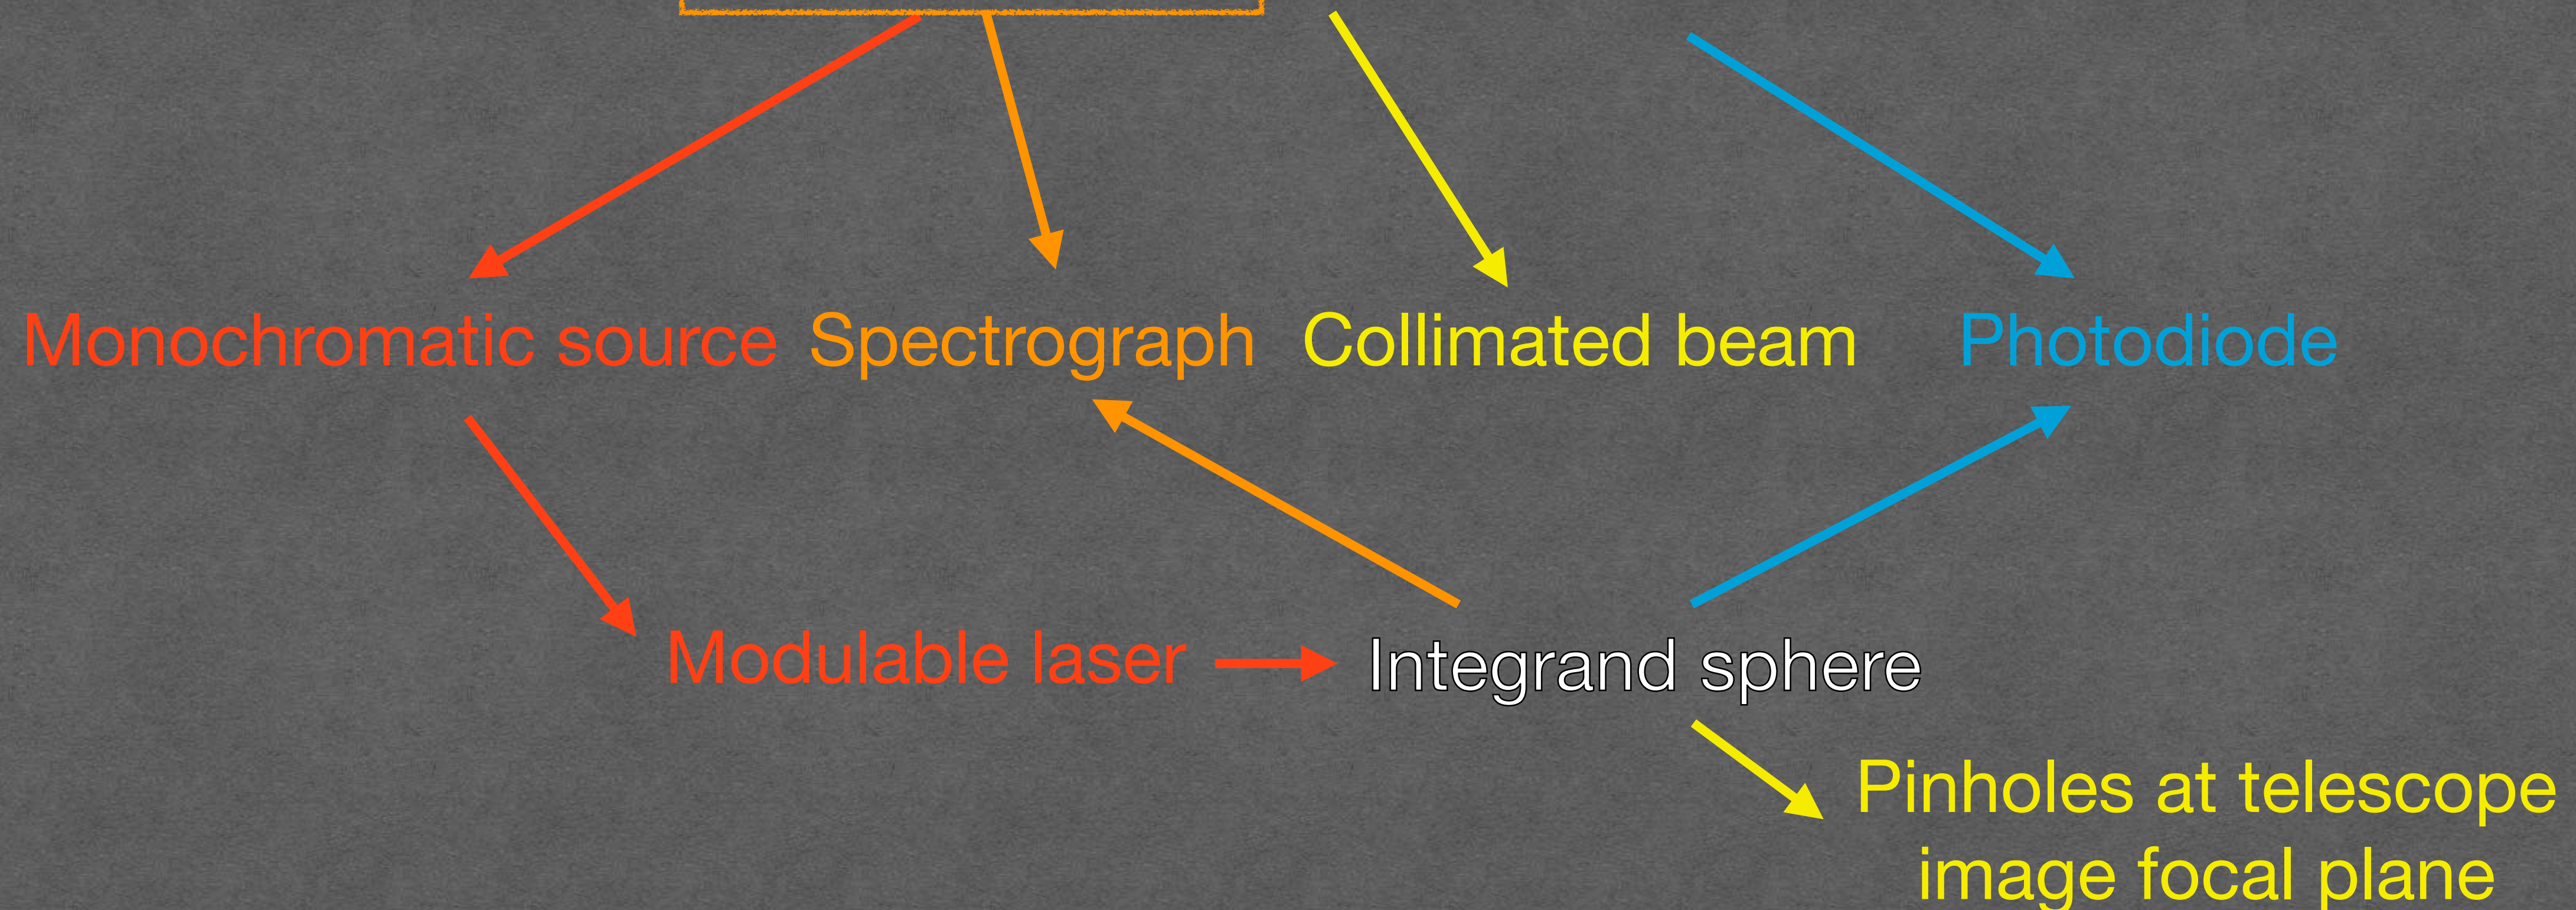 Monochromatic source Spectrograph Collimated beam Photodiode
Modulable laser Integrand sphere
Pinholes at telescope
image focal plane